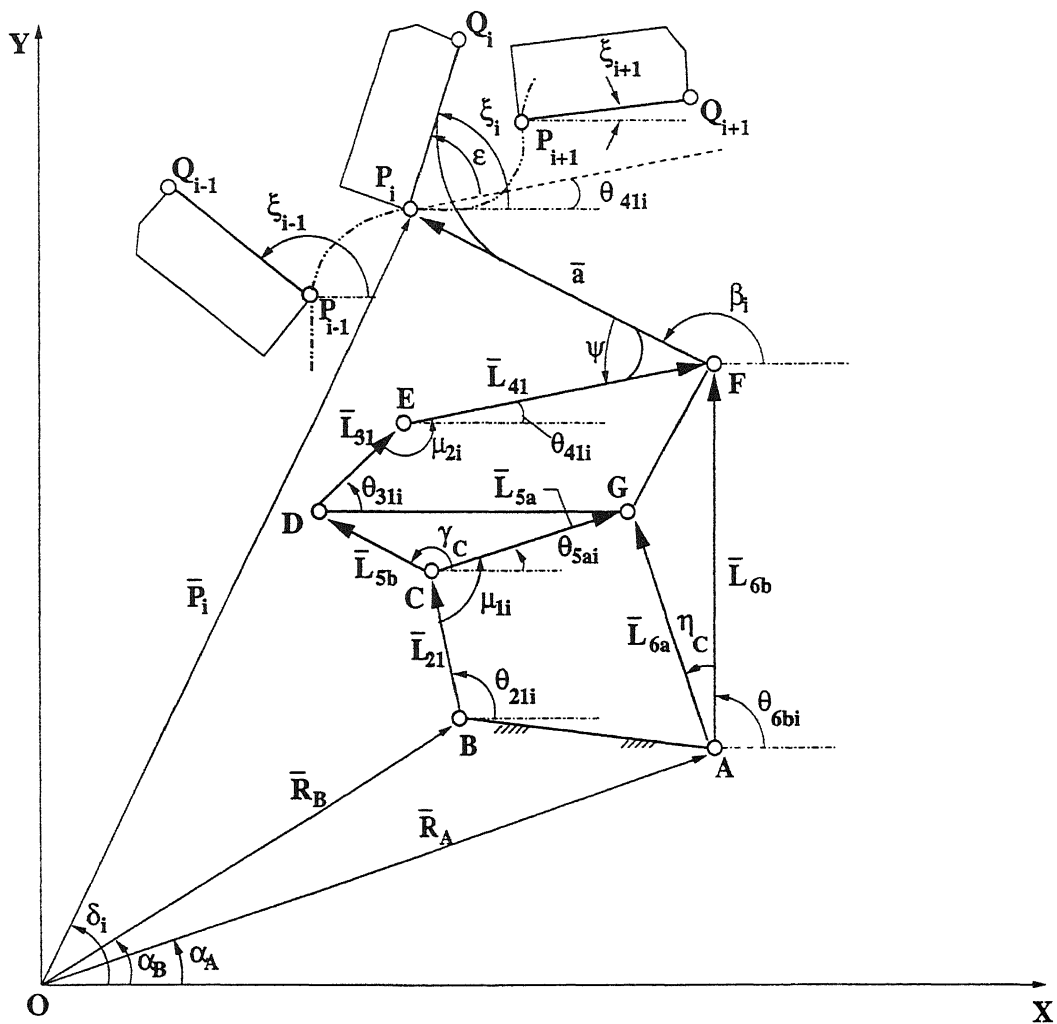 Y
Q_i
ξ_{i+1}
Q_{i+1}
ξ_i
ε
P_{i+1}
Q_{i-1}
P_i
θ_{41i}
ξ_{i-1}
P_{i-1}
a̅
β_i
ψ
L̅_{41}
F
E
L̅_{31}
μ_{2i}
θ_{41i}
θ_{31i}
L̅_{5a}
G
D
γ_C
θ_{5ai}
L̅_{5b}
P̅_i
C
μ_{1i}
L̅_{6b}
L̅_{21}
L̅_{6a}
η_C
θ_{21i}
θ_{6bi}
B
A
R̅_B
R̅_A
δ_i
α_B
α_A
O
X